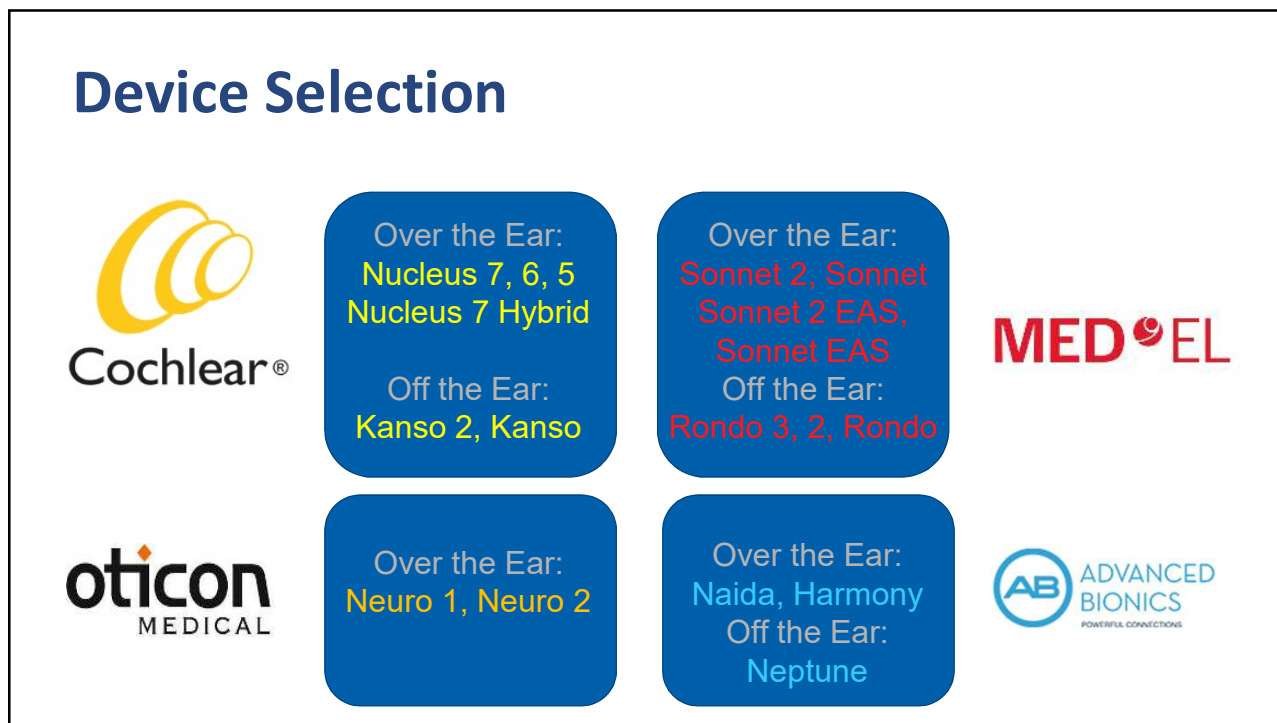 Device Selection
Cochlear®
Over the Ear:
Nucleus 7, 6, 5
Nucleus 7 Hybrid
Off the Ear:
Kanso 2, Kanso
Over the Ear:
Sonnet 2, Sonnet
Sonnet 2 EAS,
Sonnet EAS
Off the Ear:
Rondo 3, 2, Rondo
MED EL
oticon
MEDICAL
Over the Ear:
Neuro 1, Neuro 2
Over the Ear:
Naida, Harmony
Off the Ear:
Neptune
AB
ADVANCED
BIONICS
POWERFUL CONNECTIONS